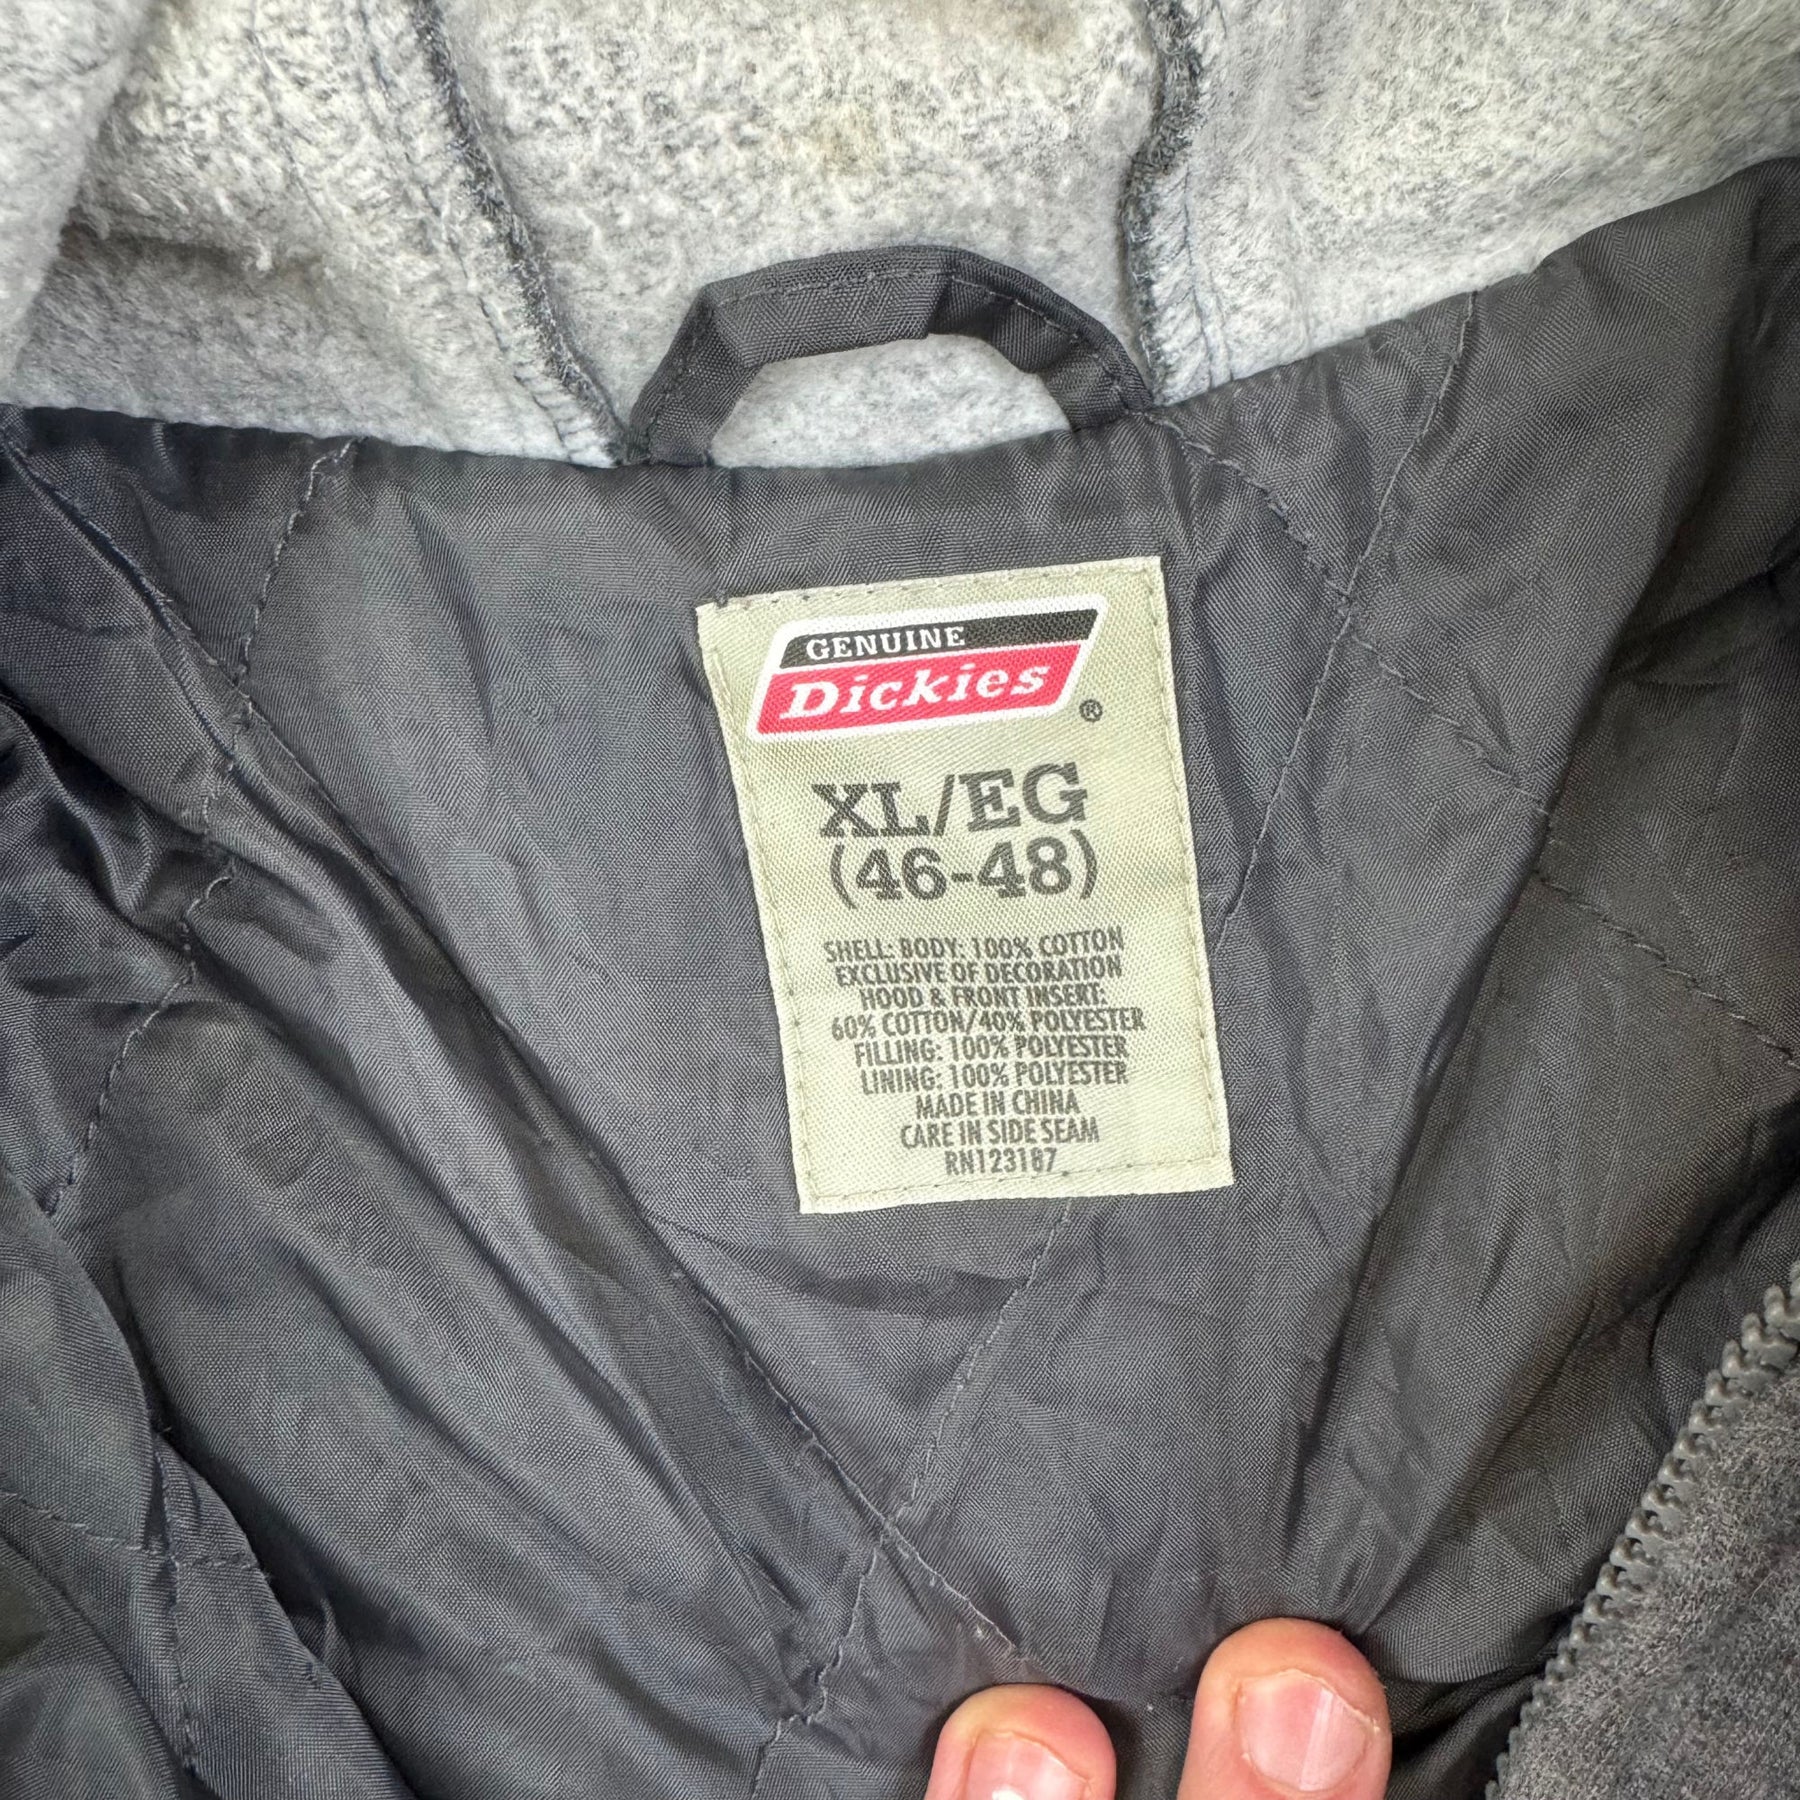 GENUINE
Dickies®
XL/EG
(46-48)
SHELL: BODY: 100% COTTON
EXCLUSIVE OF DECORATION
HOOD & FRONT INSERT:
60% COTTON/40% POLYESTER
FILLING: 100% POLYESTER
LINING: 100% POLYESTER
MADE IN CHINA
CARE IN SIDE SEAM
RN123187